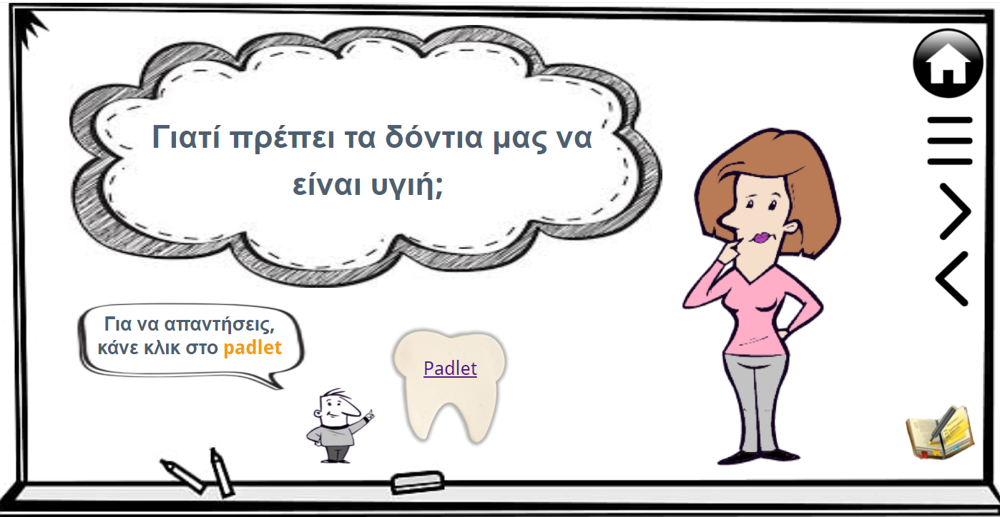 Γιατί πρέπει τα δόντια μας να
είναι υγιή;
Για να απαντήσεις,
κάνε κλικ στο padlet
Padlet